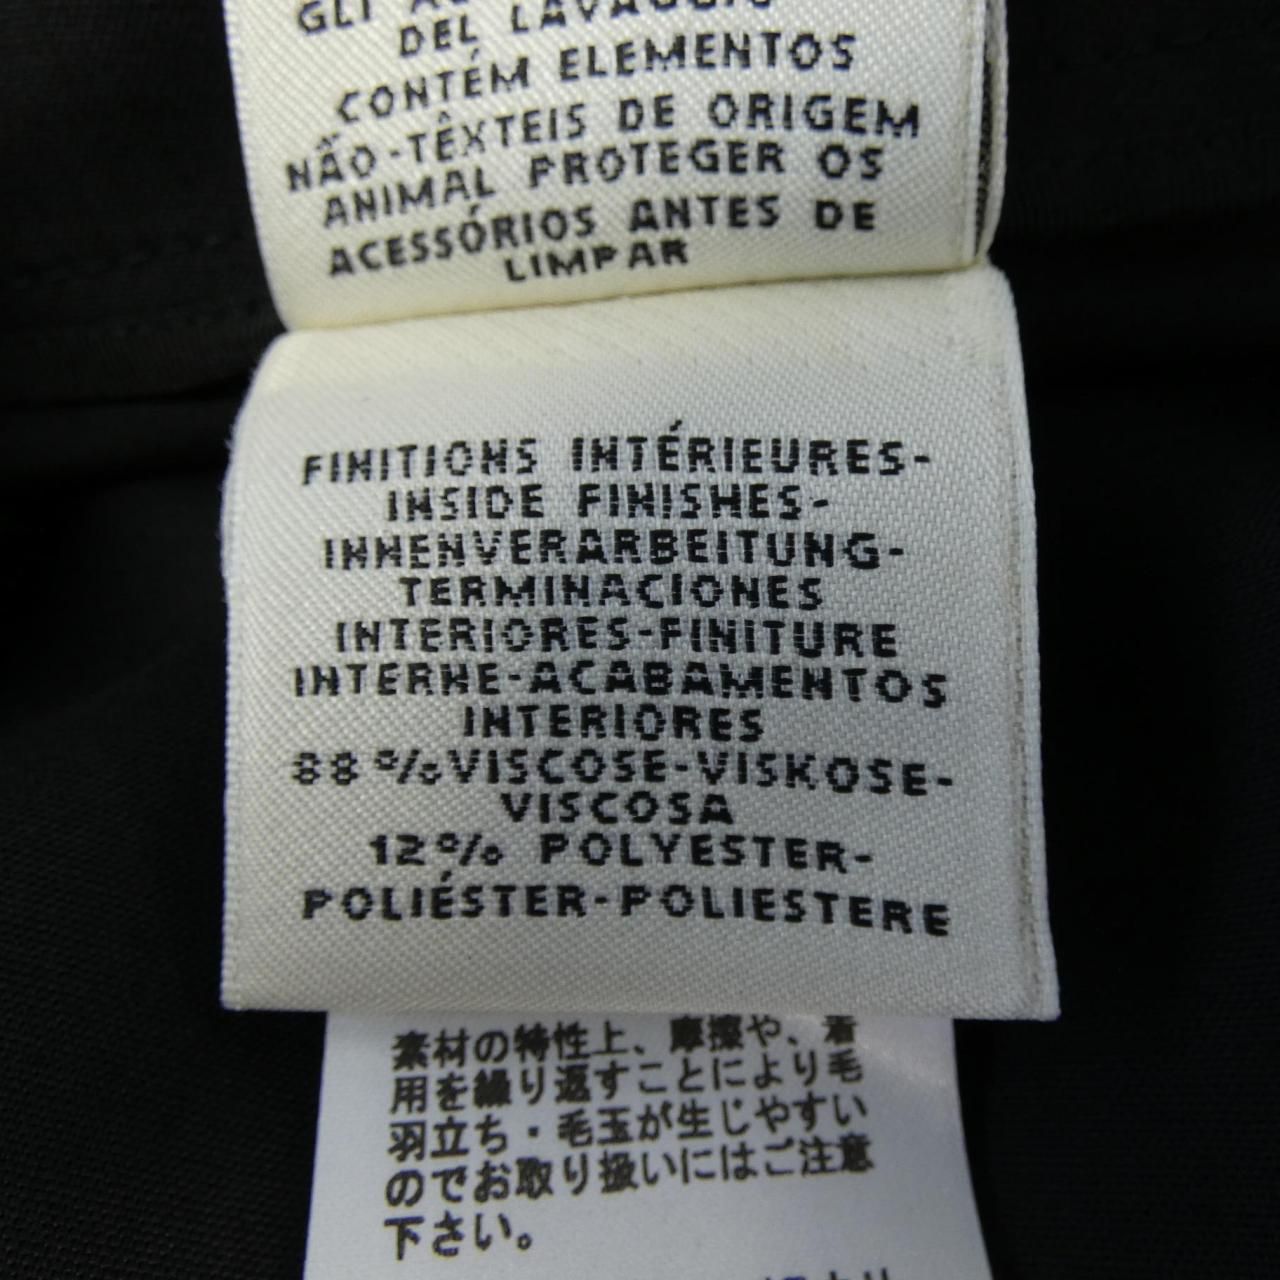 GLI
DEL LAVAGGIO
CONTÉM ELEMENTOS
NÃO-TÊXTEIS DE ORIGEM
ANIMAL PROTEGER OS
ACESSÓRIOS ANTES DE
LIMPAR
FINITIONS INTÉRIEURES-
INSIDE FINISHES-
INNENVERARBEITUNG-
TERMINACIONES
INTERIORES-FINITURE
INTERNE-ACABAMENTOS
INTERIORES
88%VISCOSE-VISKOSE-
VISCOSA
12% POLYESTER-
POLIÉSTER-POLIESTERE
素材の特性上、摩擦や、着
用を繰り返すことにより毛
羽立ち・毛玉が生じやすい
のでお取り扱いにはご注意
下さい。